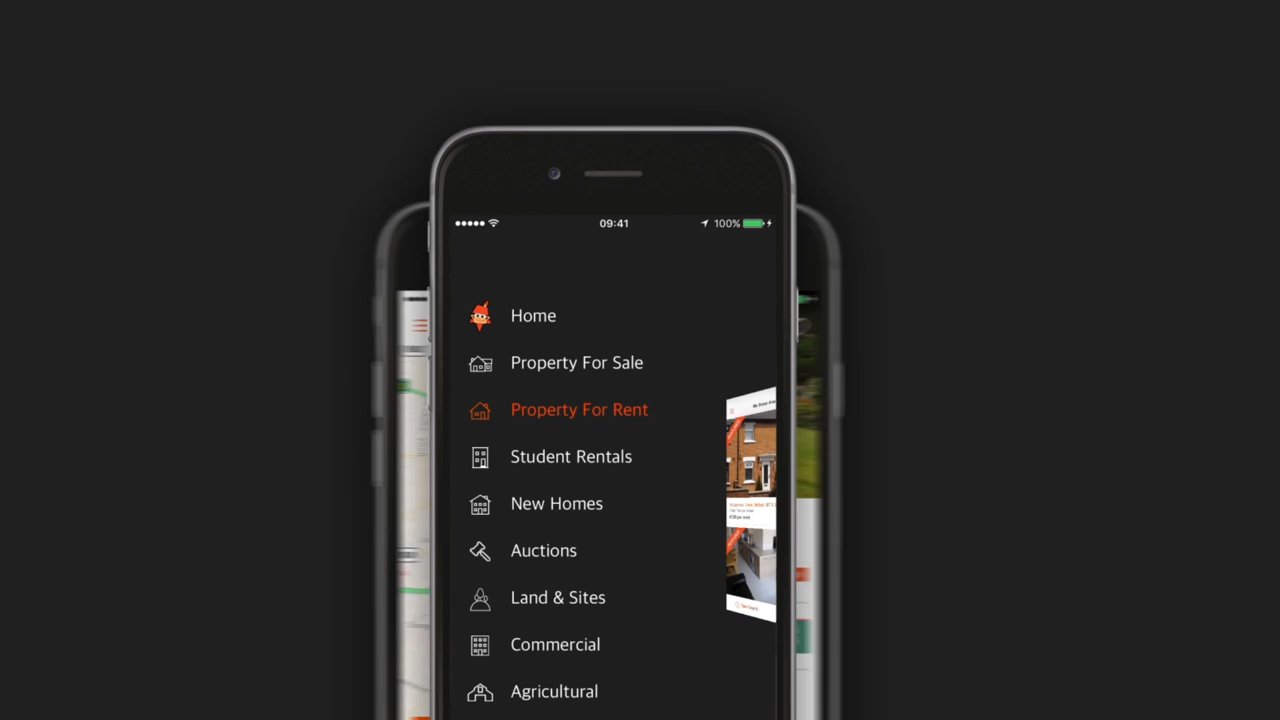 09:41
100%
Home
Property For Sale
Property For Rent
Student Rentals
New Homes
Auctions
Land & Sites
Commercial
Agricultural